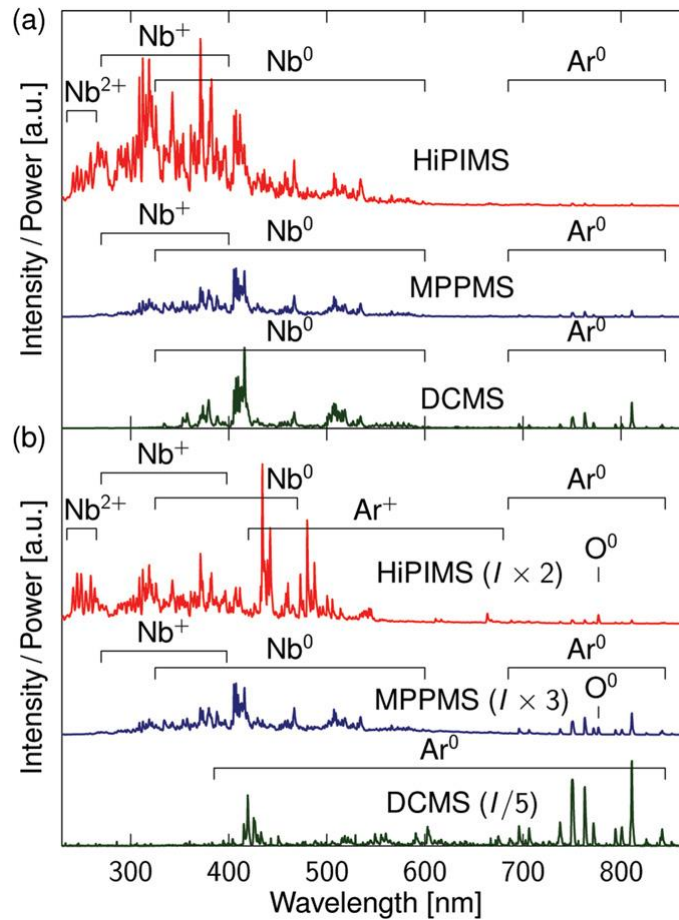 (a)
Intensity / Power [a.u.]
Nb⁺
Nb⁰
Ar⁰
Nb²⁺
HiPIMS
Nb⁺
Nb⁰
Ar⁰
MPPMS
Nb⁰
Ar⁰
DCMS
(b)
Intensity / Power [a.u.]
Nb⁺
Nb⁰
Ar⁰
Nb²⁺
Ar⁺
O⁰
HiPIMS (I × 2)
Nb⁺
Nb⁰
Ar⁰
O⁰
MPPMS (I × 3)
Ar⁰
DCMS (I/5)
300 400 500 600 700 800
Wavelength [nm]